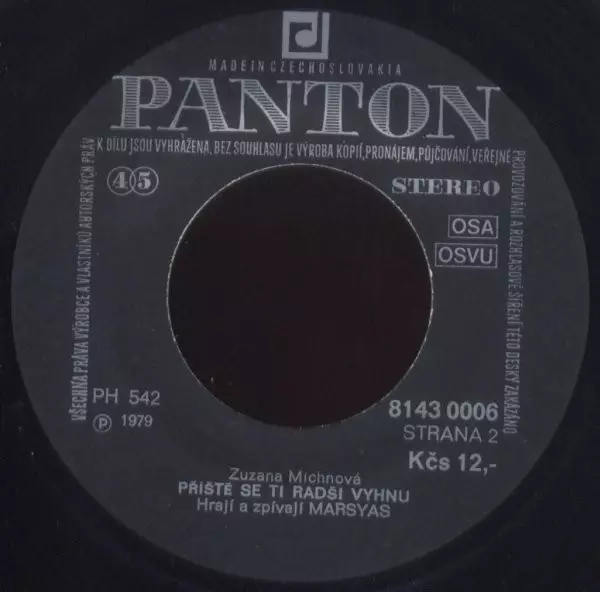 MADE IN CZECHOSLOVAKIA
PANTON
VŠECHNA PRÁVA VÝROBCE A VLASTNÍKŮ AUTORSKÝCH PRÁV
K DÍLU JSOU VYHRAŽENA, BEZ SOUHLASU JE VÝROBA KOPIÍ, PRONÁJEM, PŮJČOVÁNÍ, VEŘEJNÉ
PROVOZOVÁNÍ A ROZHLASOVÉ ŠÍŘENÍ TÉTO DESKY ZAKÁZÁNO
45
STEREO
OSA
OSVU
PH 542
Ⓟ 1979
8143 0006
STRANA 2
Kčs 12,-
Zuzana Michnová
PŘÍŠTĚ SE TI RADŠI VYHNU
Hrají a zpívají MARSYAS